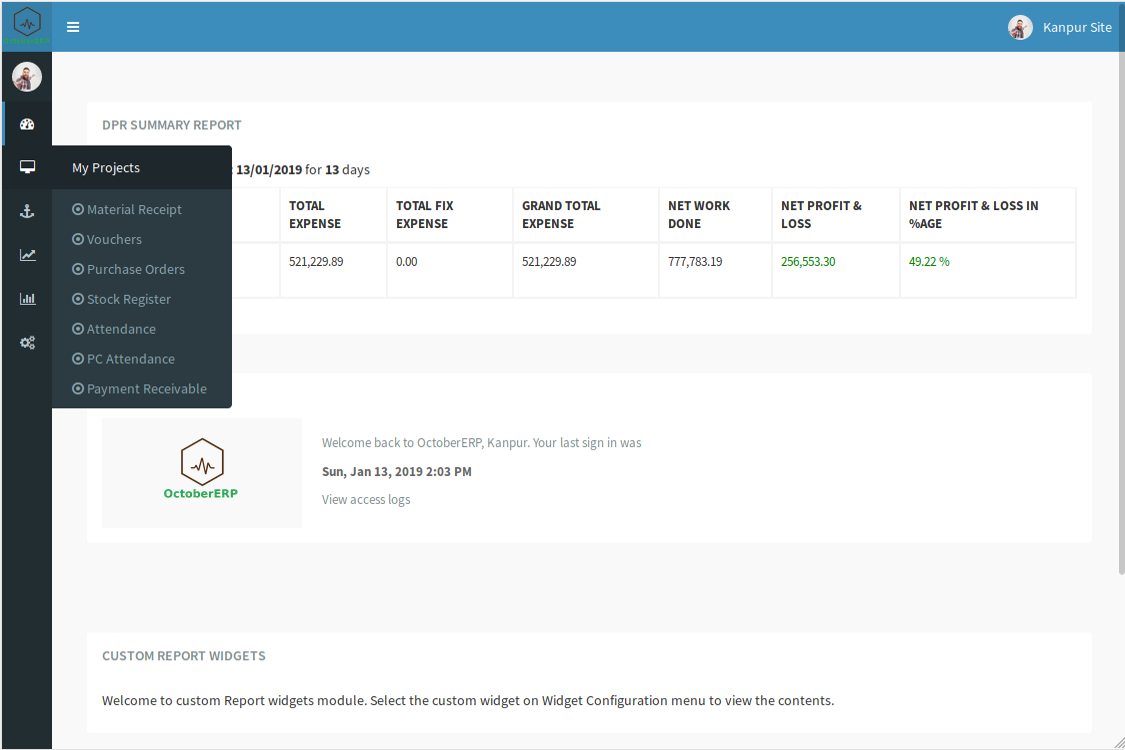 Kanpur Site
DPR SUMMARY REPORT
My Projects
: 13/01/2019 for 13 days
Material Receipt
Vouchers
Purchase Orders
Stock Register
Attendance
PC Attendance
Payment Receivable
TOTAL EXPENSE
TOTAL FIX EXPENSE
GRAND TOTAL EXPENSE
NET WORK DONE
NET PROFIT & LOSS
NET PROFIT & LOSS IN %AGE
521,229.89
0.00
521,229.89
777,783.19
256,553.30
49.22 %
OctoberERP
Welcome back to OctoberERP, Kanpur. Your last sign in was
Sun, Jan 13, 2019 2:03 PM
View access logs
CUSTOM REPORT WIDGETS
Welcome to custom Report widgets module. Select the custom widget on Widget Configuration menu to view the contents.